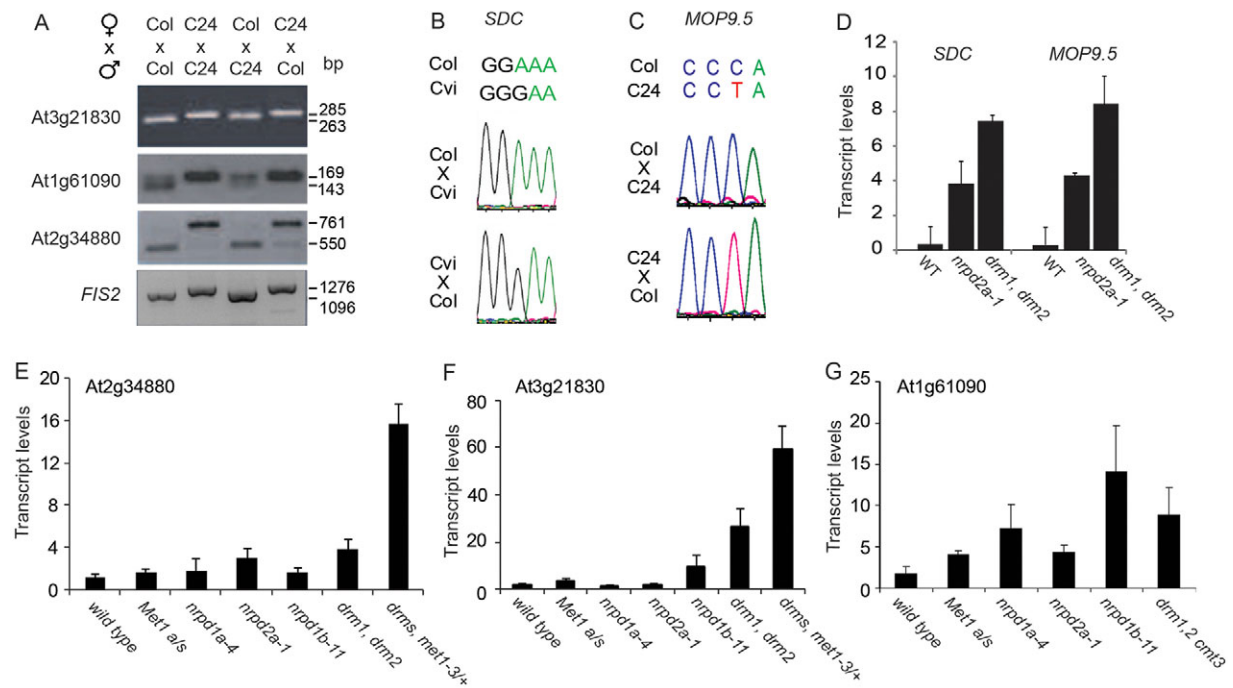 A
♀ Col C24 Col C24
x x x x x
♂ Col C24 C24 Col bp
At3g21830
285
263
At1g61090
169
143
At2g34880
761
550
FIS2
1276
1096
B SDC
Col GGAAA
Cvi GGGAA
Col
X
Cvi
Cvi
X
Col
C MOP9.5
Col C C C A
C24 C C T A
Col
X
C24
C24
X
Col
D
SDC MOP9.5
Transcript levels
12
10
8
6
4
2
0
WT nrpd2a-1 drm1, drm2 WT nrpd2a-1 drm1, drm2
E At2g34880
Transcript levels
20
16
12
8
4
0
wild type Met1 a/s nrpd1a-4 nrpd2a-1 nrpd1b-11 drm1, drm2 drms, met1-3/+
F At3g21830
Transcript levels
80
60
40
20
0
wild type Met1 a/s nrpd1a-4 nrpd2a-1 nrpd1b-11 drm1, drm2 drms, met1-3/+
G At1g61090
Transcript levels
25
20
15
10
5
0
wild type Met1 a/s nrpd1a-4 nrpd2a-1 nrpd1b-11 drm1,2 cmt3